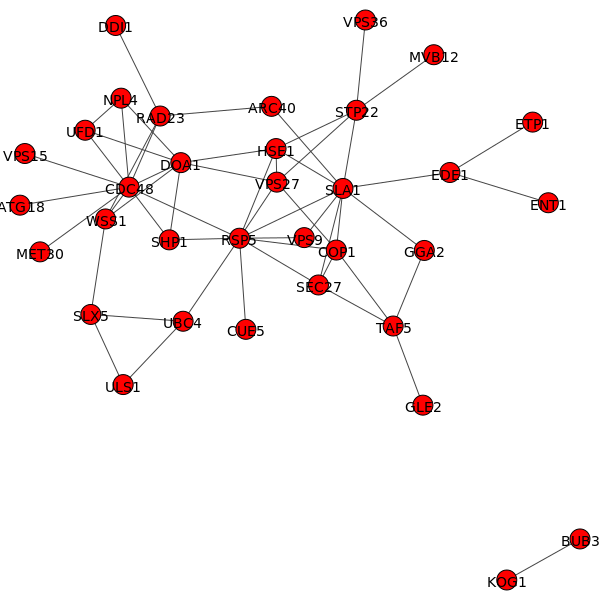 VPS36
DDI1
MVB12
NPL4
ARC40
STP22
RAD23
ETP1
UFD1
HSE1
VPS15
DOA1
EDE1
VPS27
CDC48
SLA1
ATG18
ENT1
WSS1
SHP1
RSP5
VPS9
MET30
COP1
GGA2
SEC27
SLX5
UBC4
CUE5
TAF5
ULS1
GLE2
BUB3
KOG1